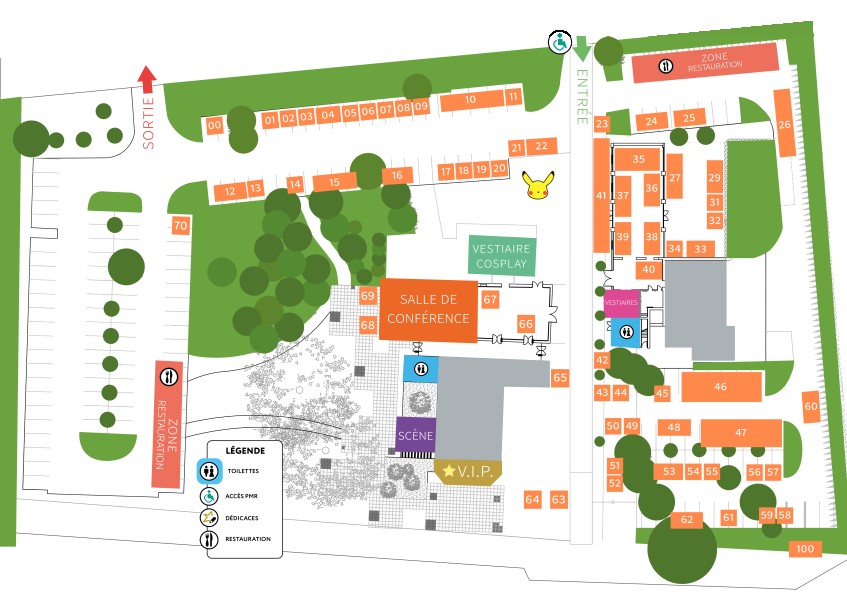 ENTRÉE
SORTIE
ZONE
RESTAURATION
00
01 02 03 04 05 06 07 08 09
10
11
12 13
14
15
16
17 18 19 20
21 22
23
24 25
26
70
VESTIAIRE
COSPLAY
SALLE DE
CONFÉRENCE
69
68
67
66
65
41
35
37
36
39
38
40
27
29
31
32
34 33
VESTIAIRES
42
43 44
45
46
60
50 49
48
47
51
52
53 54 55
56 57
62
61
59 58
64 63
100
SCÈNE
V.I.P.
ZONE
RESTAURATION
LÉGENDE
TOILETTES
ACCÈS PMR
DÉDICACES
RESTAURATION